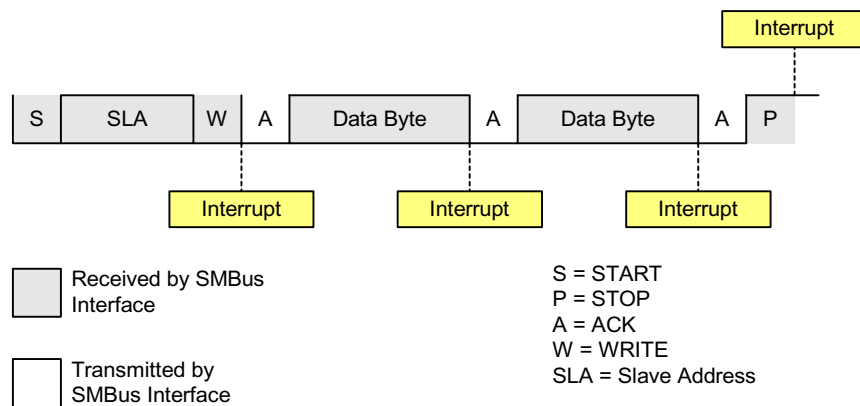 Interrupt
S SLA W A Data Byte A Data Byte A P
Interrupt Interrupt Interrupt
Received by SMBus
Interface
Transmitted by
SMBus Interface
S = START
P = STOP
A = ACK
W = WRITE
SLA = Slave Address